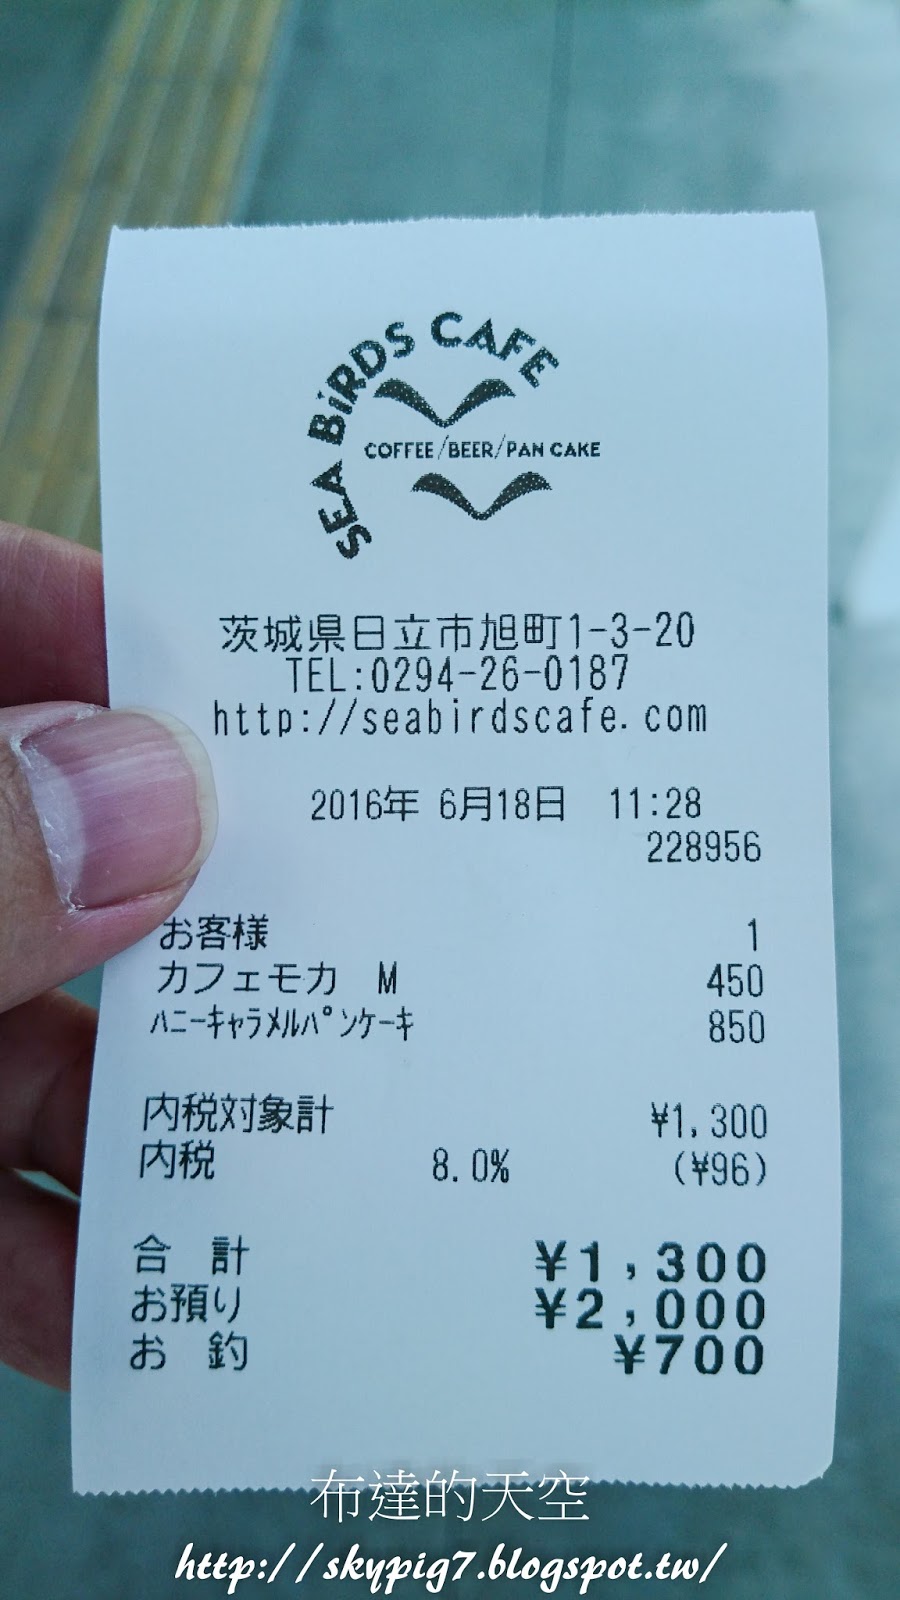 SEA BiRDS CAFE
COFFEE/BEER/PAN CAKE
茨城県日立市旭町1-3-20
TEL:0294-26-0187
http://seabirdscafe.com
2016年 6月18日 11:28
228956
お客様 1
カフェモカ M 450
ﾊﾆｰｷｬﾗﾒﾙﾊﾟﾝｹｰｷ 850
内税対象計 ¥1,300
内税 8.0% (¥96)
合 計 ¥1,300
お預り ¥2,000
お 釣 ¥700
布達的天空
http://skypig7.blogspot.tw/